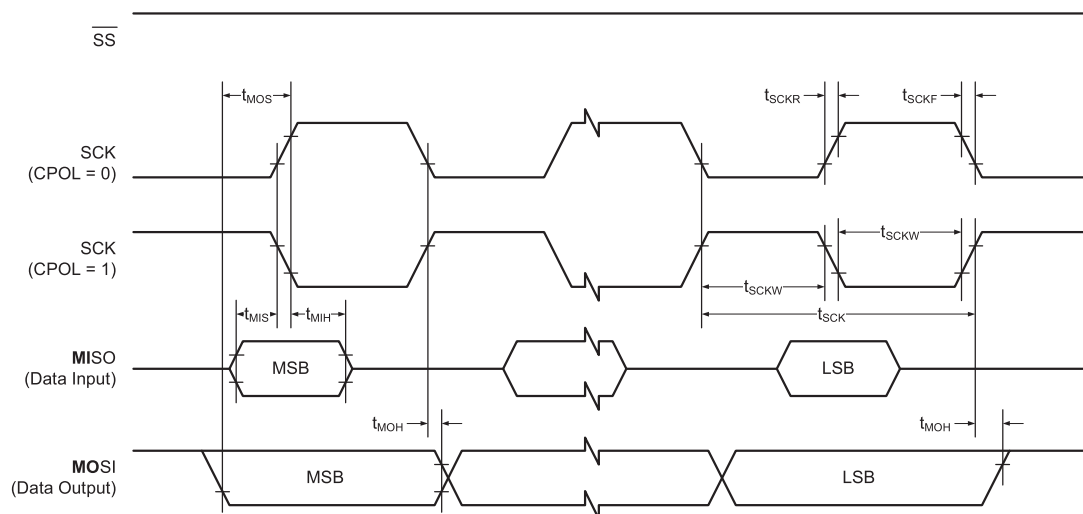 SS
tMOS
tSCKR
tSCKF
SCK
(CPOL = 0)
SCK
(CPOL = 1)
tSCKW
tSCKW
tSCK
tMIS
tMIH
MISO
(Data Input)
MSB
LSB
tMOH
tMOH
MOSI
(Data Output)
MSB
LSB